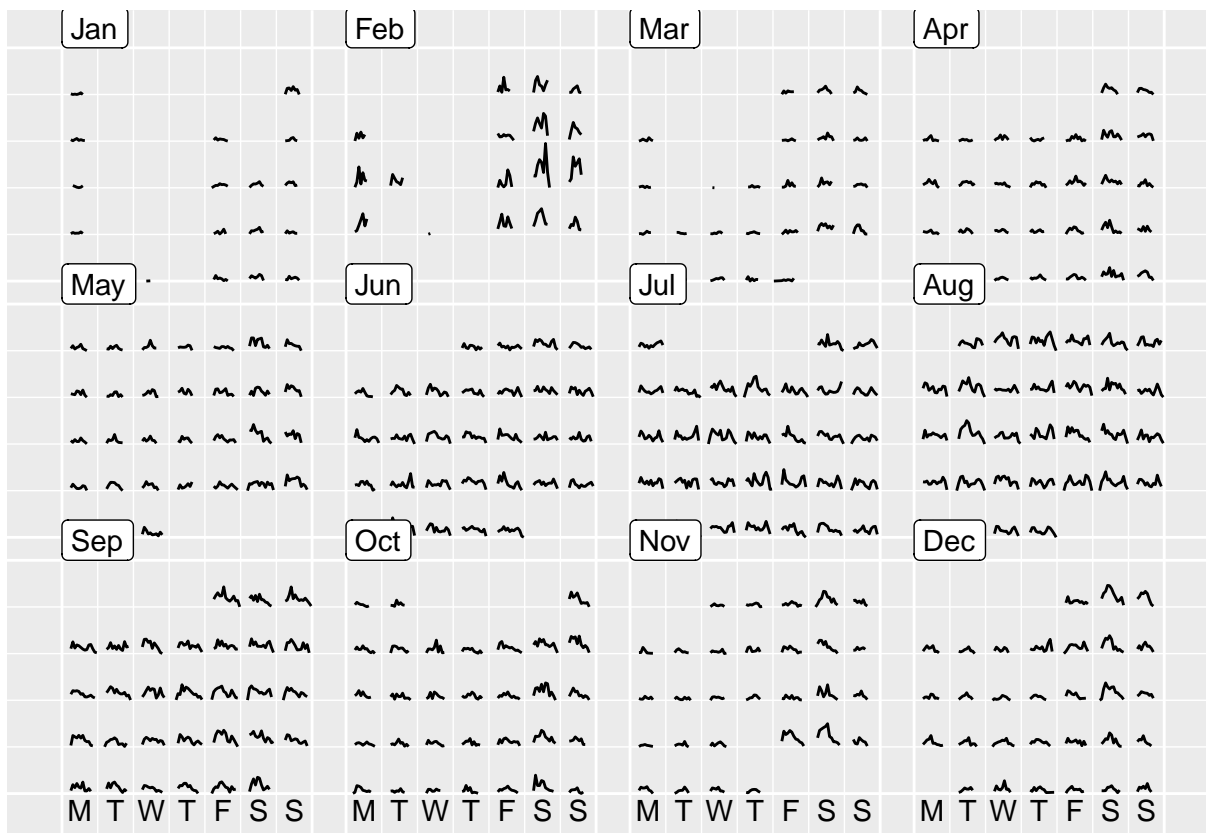 Jan Feb Mar Apr
May Jun Jul Aug
Sep Oct Nov Dec
M T W T F S S M T W T F S S M T W T F S S M T W T F S S